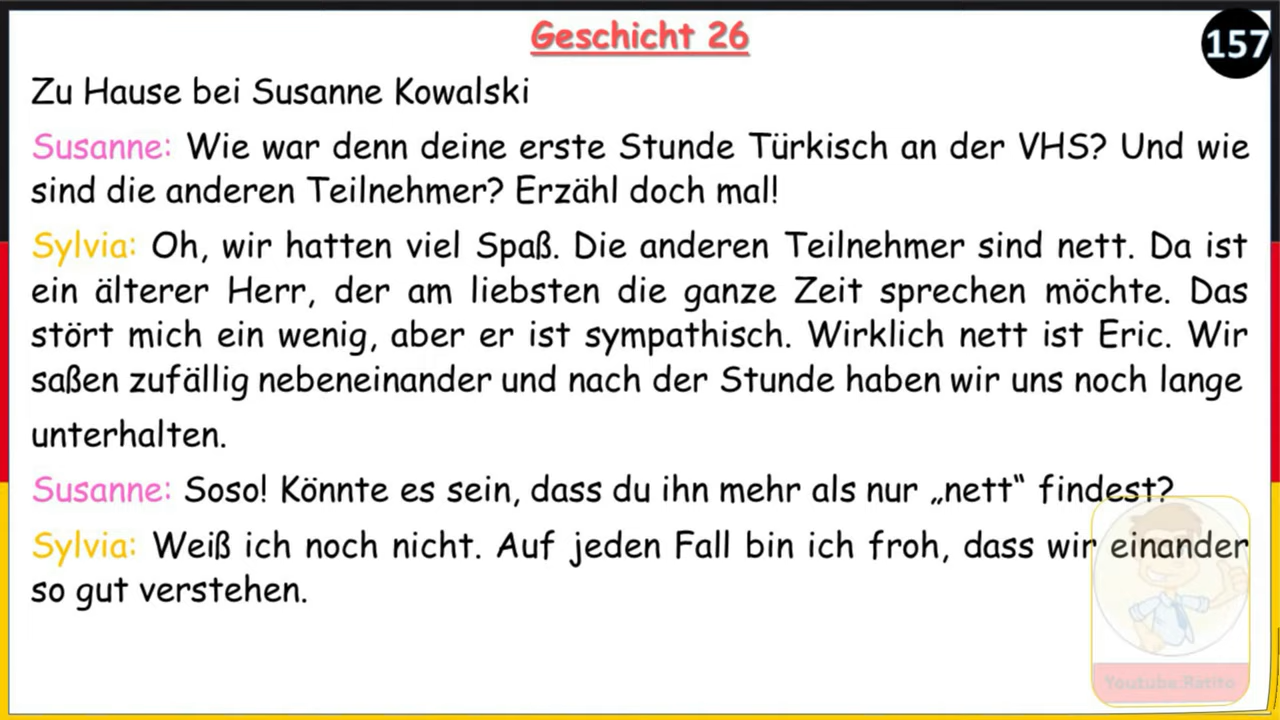 Geschicht 26
157
Zu Hause bei Susanne Kowalski
Susanne: Wie war denn deine erste Stunde Türkisch an der VHS? Und wie
sind die anderen Teilnehmer? Erzähl doch mal!
Sylvia: Oh, wir hatten viel Spaß. Die anderen Teilnehmer sind nett. Da ist
ein älterer Herr, der am liebsten die ganze Zeit sprechen möchte. Das
stört mich ein wenig, aber er ist sympathisch. Wirklich nett ist Eric. Wir
saßen zufällig nebeneinander und nach der Stunde haben wir uns noch lange
unterhalten.
Susanne: Soso! Könnte es sein, dass du ihn mehr als nur „nett“ findest?
Sylvia: Weiß ich noch nicht. Auf jeden Fall bin ich froh, dass wir einander
so gut verstehen.
Youtube:Ratito